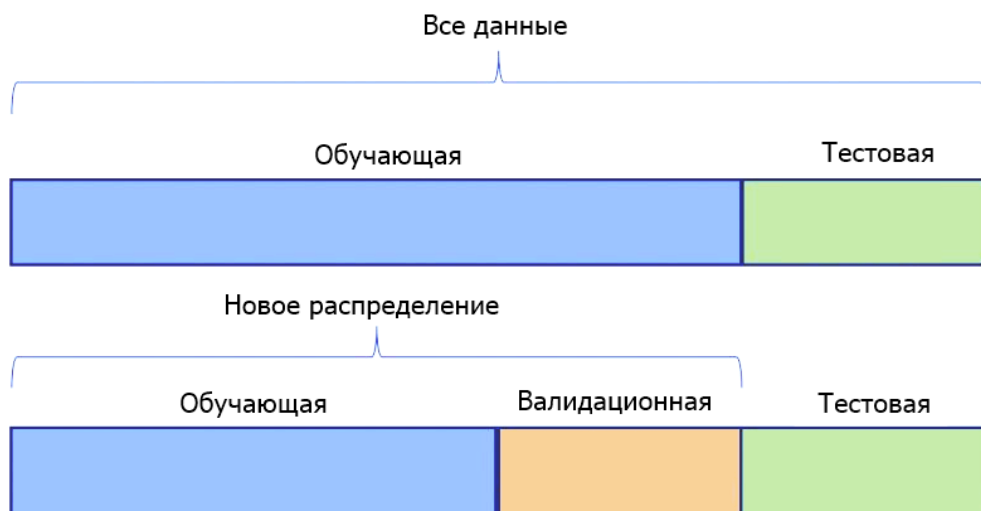 Все данные
Обучающая Тестовая
Новое распределение
Обучающая Валидационная Тестовая